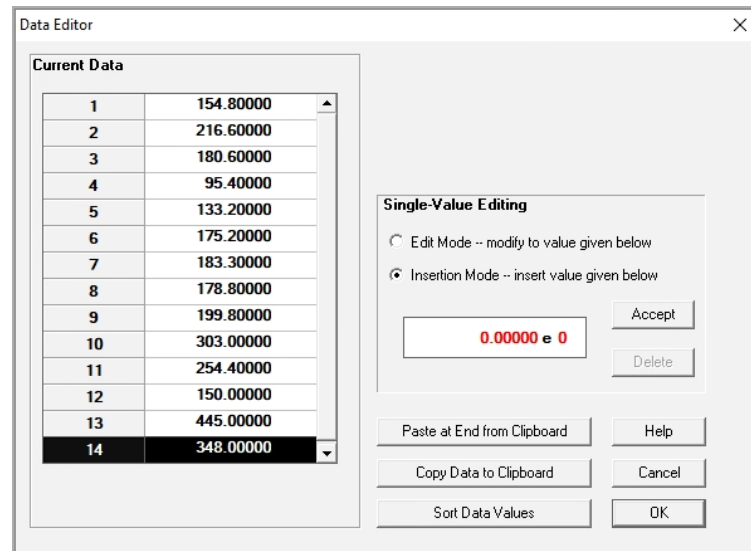 Data Editor
Current Data
1 154.80000
2 216.60000
3 180.60000
4 95.40000
5 133.20000
6 175.20000
7 183.30000
8 178.80000
9 199.80000
10 303.00000
11 254.40000
12 150.00000
13 445.00000
14 348.00000
Single-Value Editing
Edit Mode -- modify to value given below
Insertion Mode -- insert value given below
0.00000 e 0
Accept
Delete
Paste at End from Clipboard
Help
Copy Data to Clipboard
Cancel
Sort Data Values
OK